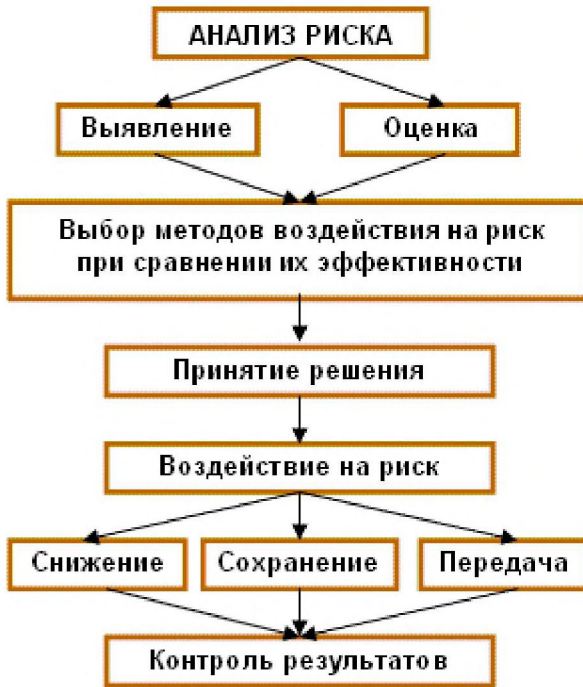 АНАЛИЗ РИСКА
Выявление
Оценка
Выбор методов воздействия на риск
при сравнении их эффективности
Принятие решения
Воздействие на риск
Снижение
Сохранение
Передача
Контроль результатов